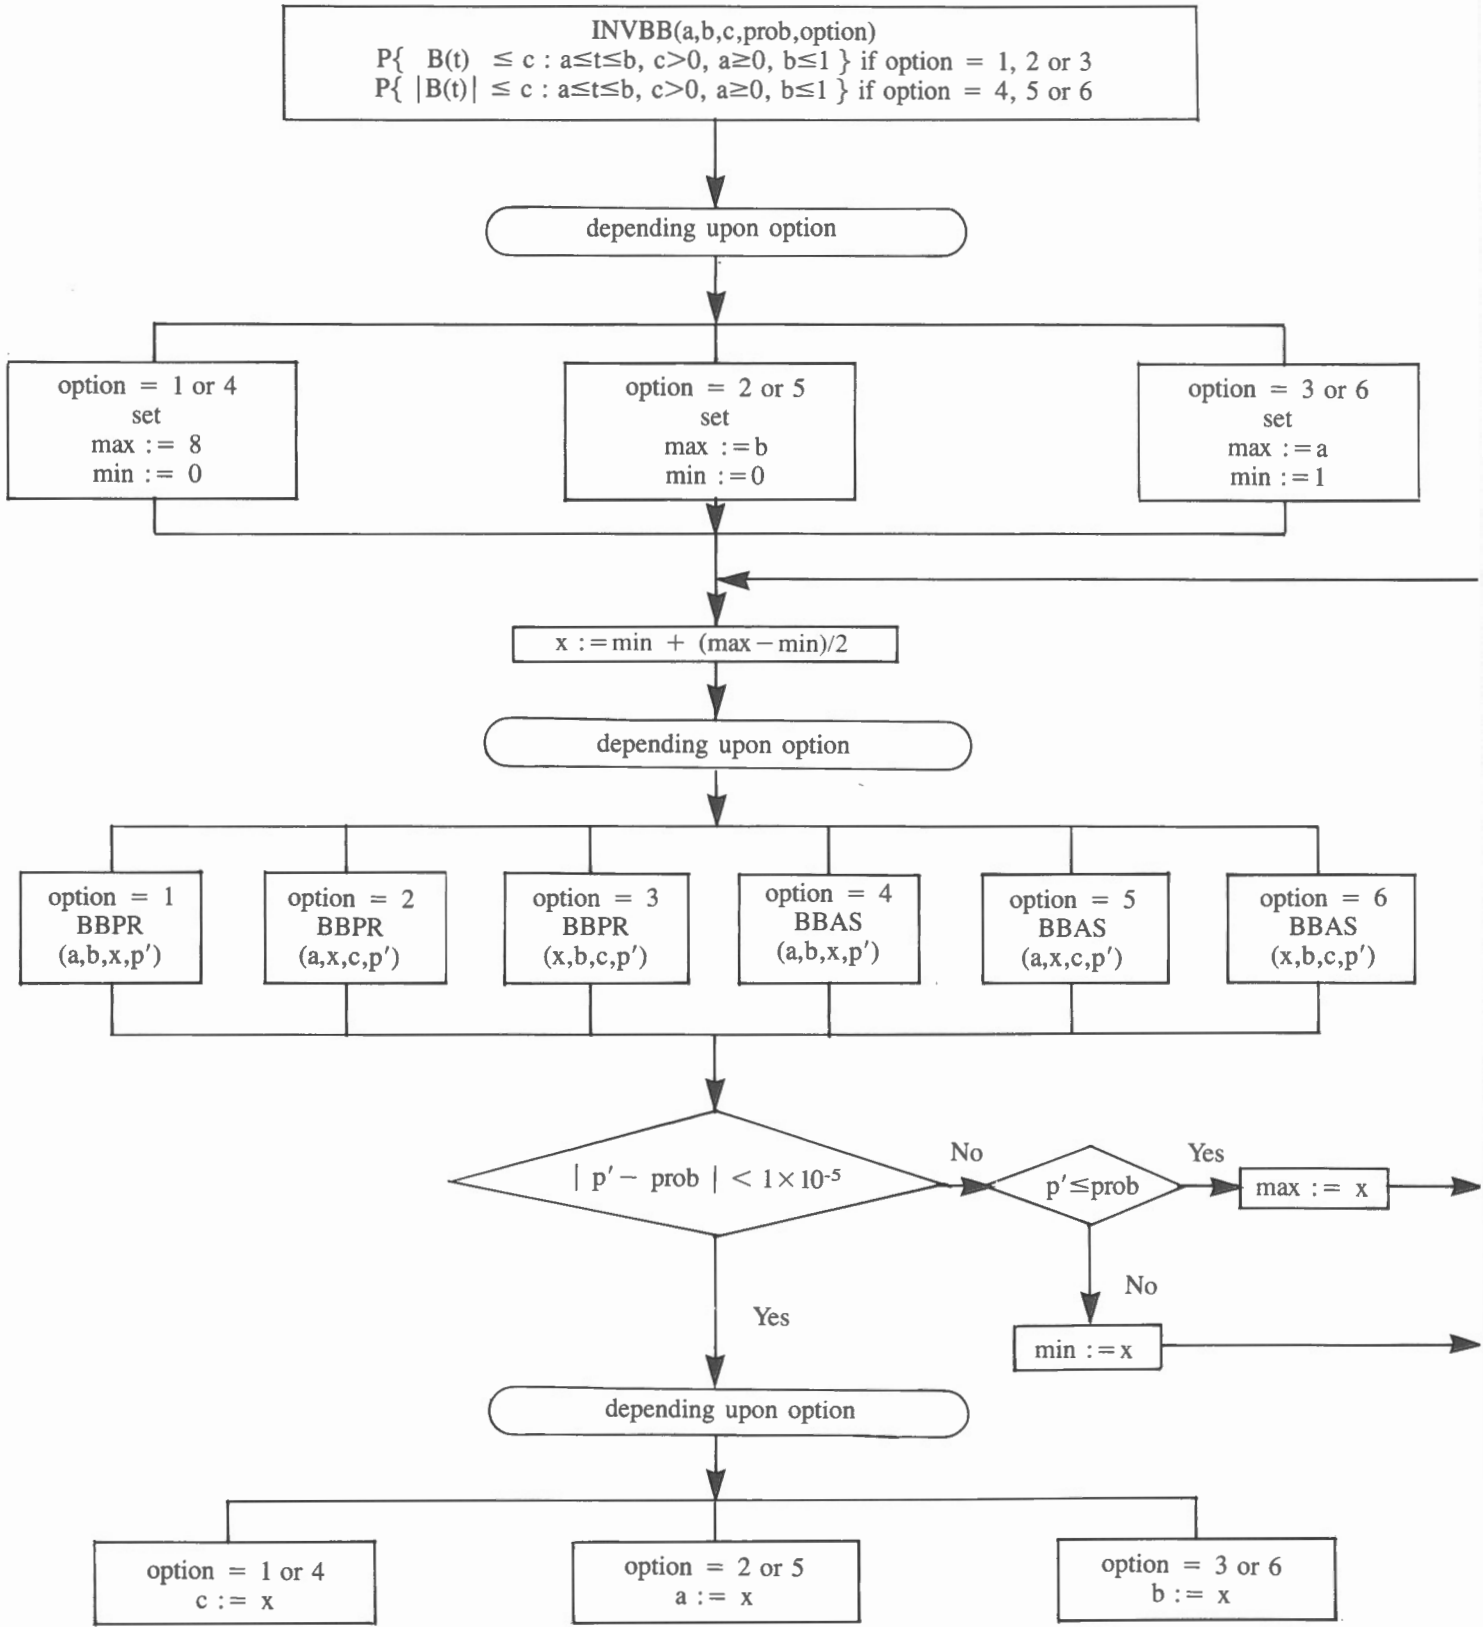 INVBB(a,b,c,prob,option)
P{ B(t) ≤ c : a≤t≤b, c>0, a≥0, b≤1 } if option = 1, 2 or 3
P{ |B(t)| ≤ c : a≤t≤b, c>0, a≥0, b≤1 } if option = 4, 5 or 6
depending upon option
option = 1 or 4
set
max := 8
min := 0
option = 2 or 5
set
max :=b
min :=0
option = 3 or 6
set
max :=a
min :=1
x :=min + (max−min)/2
depending upon option
option = 1
BBPR
(a,b,x,p′)
option = 2
BBPR
(a,x,c,p′)
option = 3
BBPR
(x,b,c,p′)
option = 4
BBAS
(a,b,x,p′)
option = 5
BBAS
(a,x,c,p′)
option = 6
BBAS
(x,b,c,p′)
| p′− prob | < 1×10-5
No
p′≤prob
Yes
max := x
No
min :=x
Yes
depending upon option
option = 1 or 4
c := x
option = 2 or 5
a := x
option = 3 or 6
b := x